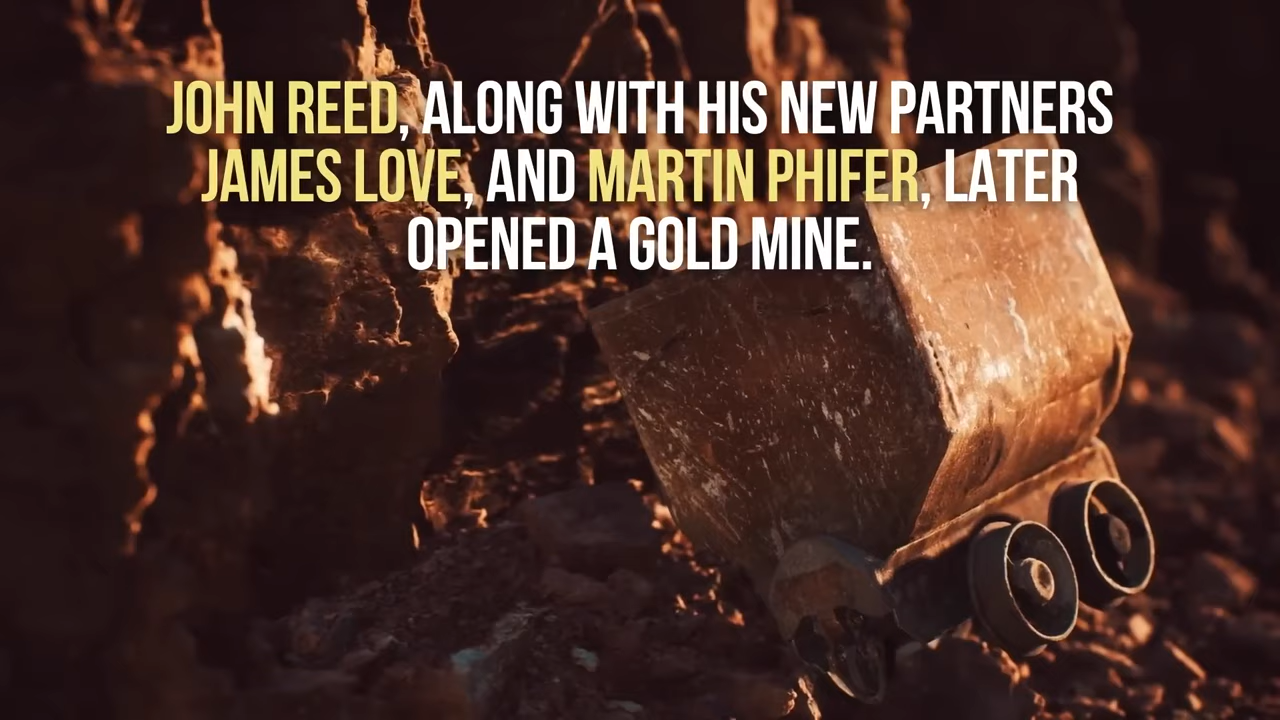 JOHN REED, ALONG WITH HIS NEW PARTNERS
JAMES LOVE, AND MARTIN PHIFER, LATER
OPENED A GOLD MINE.